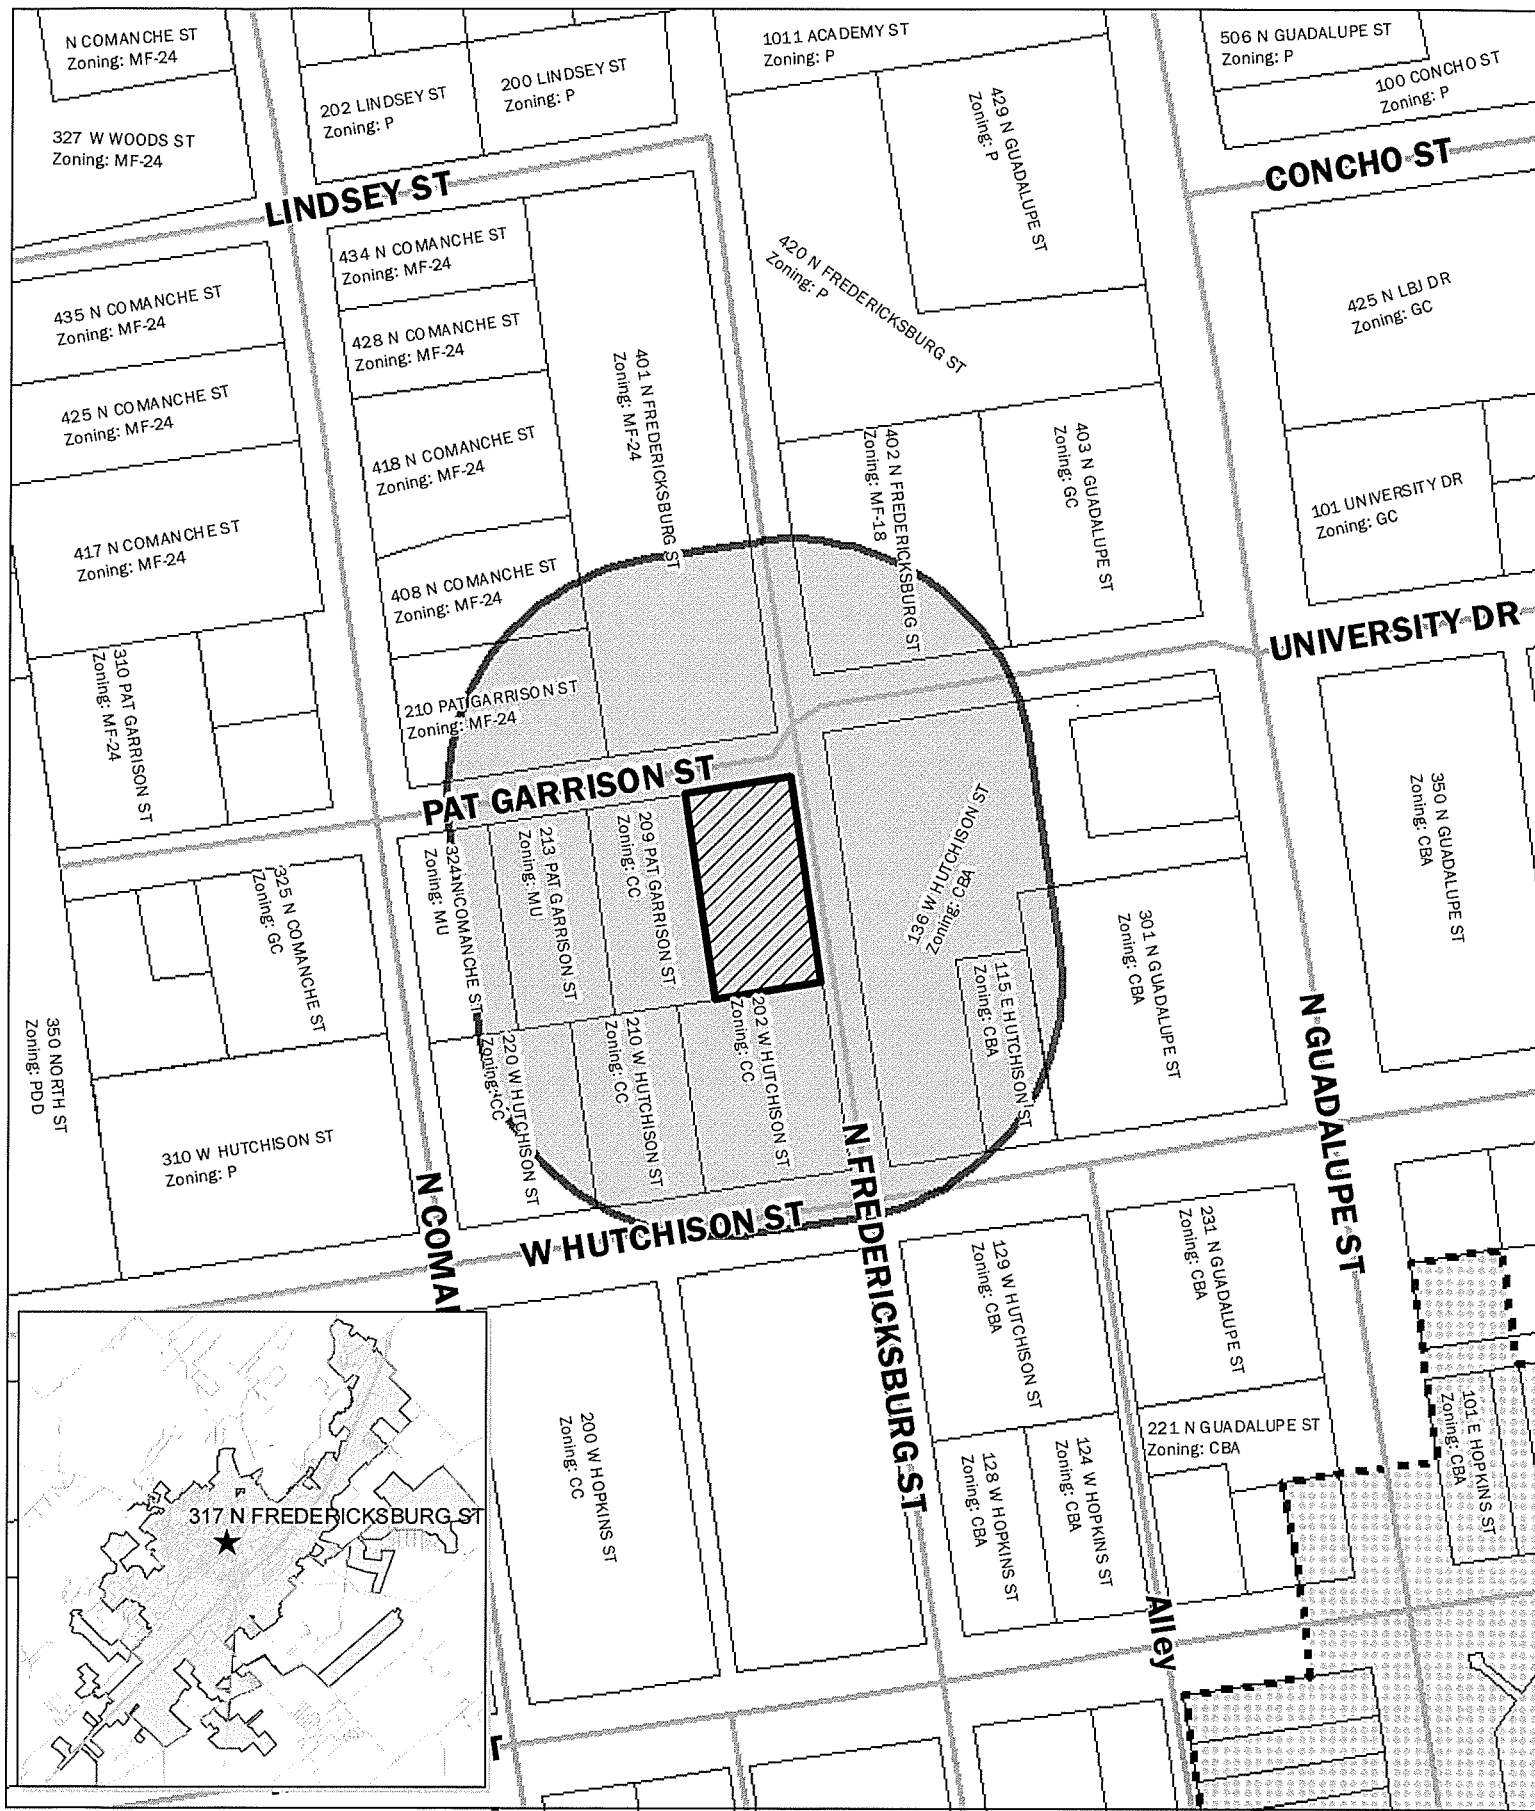 N COMANCHE ST
Zoning: MF-24
1011 ACADEMY ST
Zoning: P
506 N GUADALUPE ST
Zoning: P
100 CONCHO ST
Zoning: P
202 LINDSEY ST
Zoning: P
200 LINDSEY ST
Zoning: P
429 N GUADALUPE ST
Zoning: P
327 W WOODS ST
Zoning: MF-24
LINDSEY ST
CONCHO ST
434 N COMANCHE ST
Zoning: MF-24
420 N FREDERICKSBURG ST
Zoning: P
435 N COMANCHE ST
Zoning: MF-24
428 N COMANCHE ST
Zoning: MF-24
425 N LBJ DR
Zoning: GC
401 N FREDERICKSBURG ST
Zoning: MF-24
425 N COMANCHE ST
Zoning: MF-24
418 N COMANCHE ST
Zoning: MF-24
402 N FREDERICKSBURG ST
Zoning: MF-18
403 N GUADALUPE ST
Zoning: GC
101 UNIVERSITY DR
Zoning: GC
417 N COMANCHE ST
Zoning: MF-24
408 N COMANCHE ST
Zoning: MF-24
UNIVERSITY DR
310 PAT GARRISON ST
Zoning: MF-24
210 PAT GARRISON ST
Zoning: MF-24
PAT GARRISON ST
136 W HUTCHISON ST
Zoning: CBA
350 N GUADALUPE ST
Zoning: CBA
325 N COMANCHE ST
Zoning: GC
324 N COMANCHE ST
Zoning: MU
213 PAT GARRISON ST
Zoning: MU
209 PAT GARRISON ST
Zoning: CC
301 N GUADALUPE ST
Zoning: CBA
115 E HUTCHISON ST
Zoning: CBA
350 NORTH ST
Zoning: PDD
220 W HUTCHISON ST
Zoning: CC
210 W HUTCHISON ST
Zoning: CC
202 W HUTCHISON ST
Zoning: CC
N GUADALUPE ST
310 W HUTCHISON ST
Zoning: P
N COMA
W HUTCHISON ST
N FREDERICKSBURG ST
129 W HUTCHISON ST
Zoning: CBA
231 N GUADALUPE ST
Zoning: CBA
200 W HOPKINS ST
Zoning: CC
128 W HOPKINS ST
Zoning: CBA
124 W HOPKINS ST
Zoning: CBA
221 N GUADALUPE ST
Zoning: CBA
101 E HOPKINS ST
Zoning: CBA
317 N FREDERICKSBURG ST
Alley